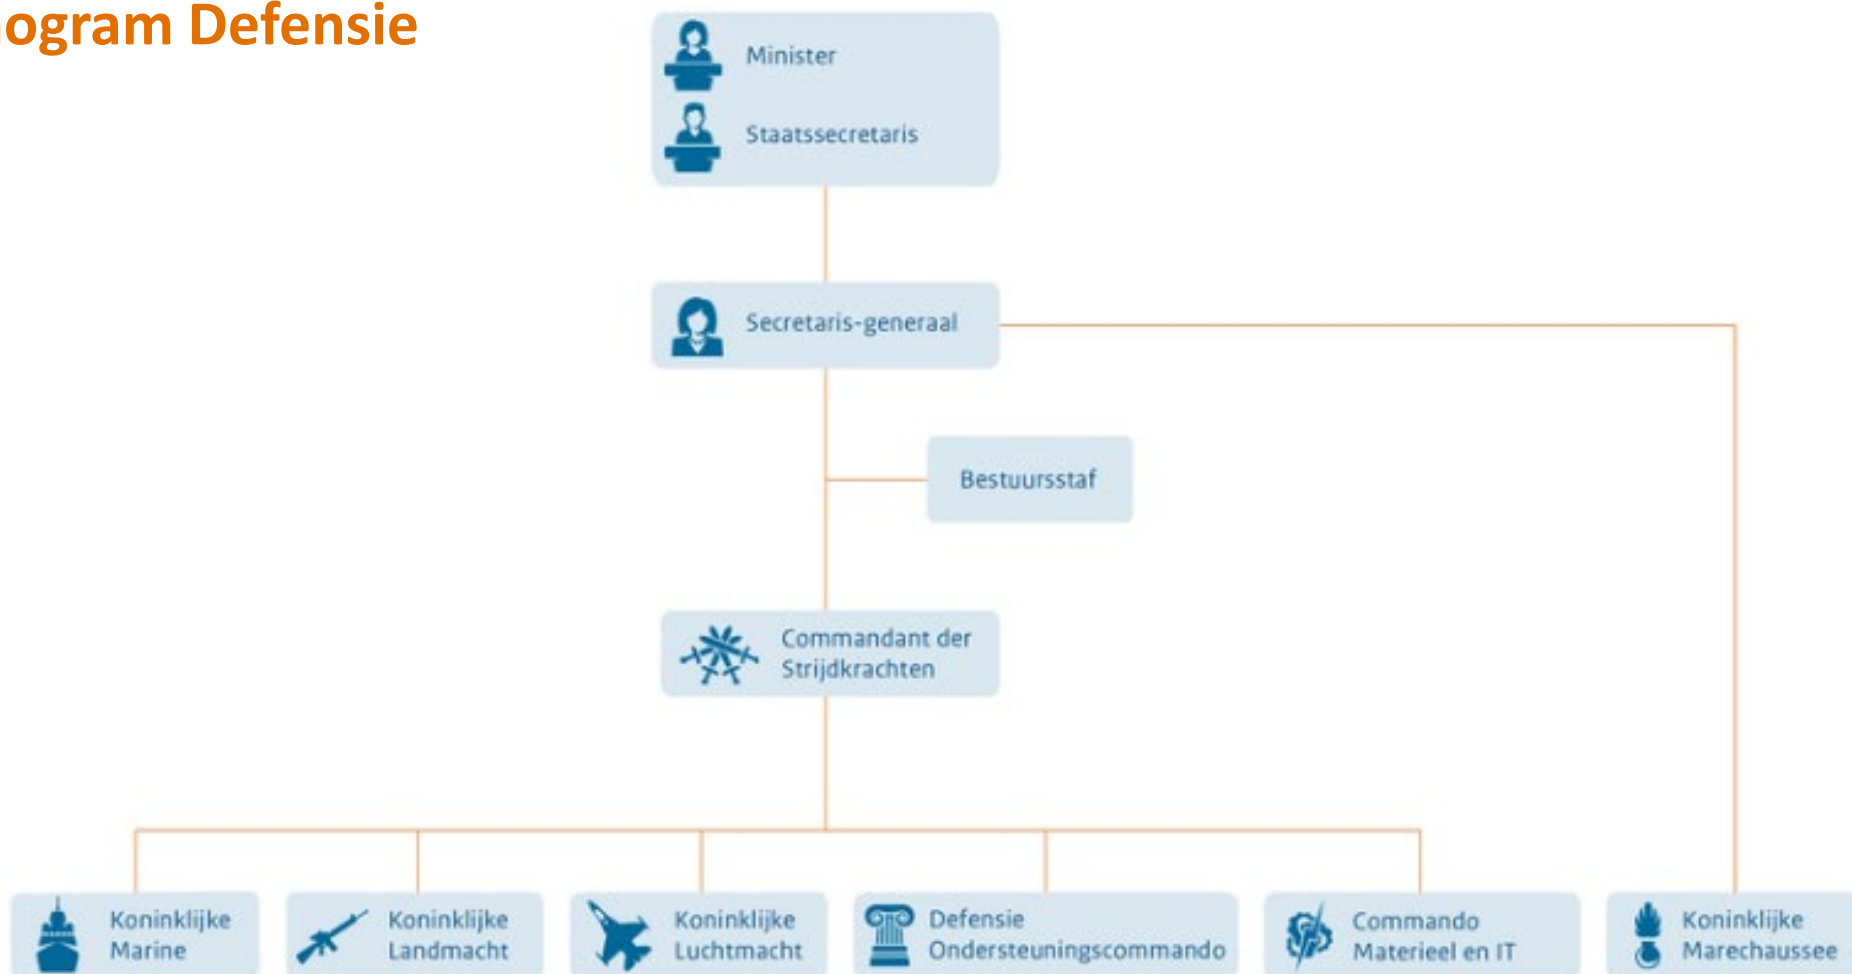 nogram Defensie
Minister
Staatssecretaris
Secretaris-generaal
Bestuursstaf
Commandant der
Strijdkrachten
Koninklijke
Marine
Koninklijke
Landmacht
Koninklijke
Luchtmacht
Defensie
Ondersteuningscommando
Commando
Materieel en IT
Koninklijke
Marechaussee